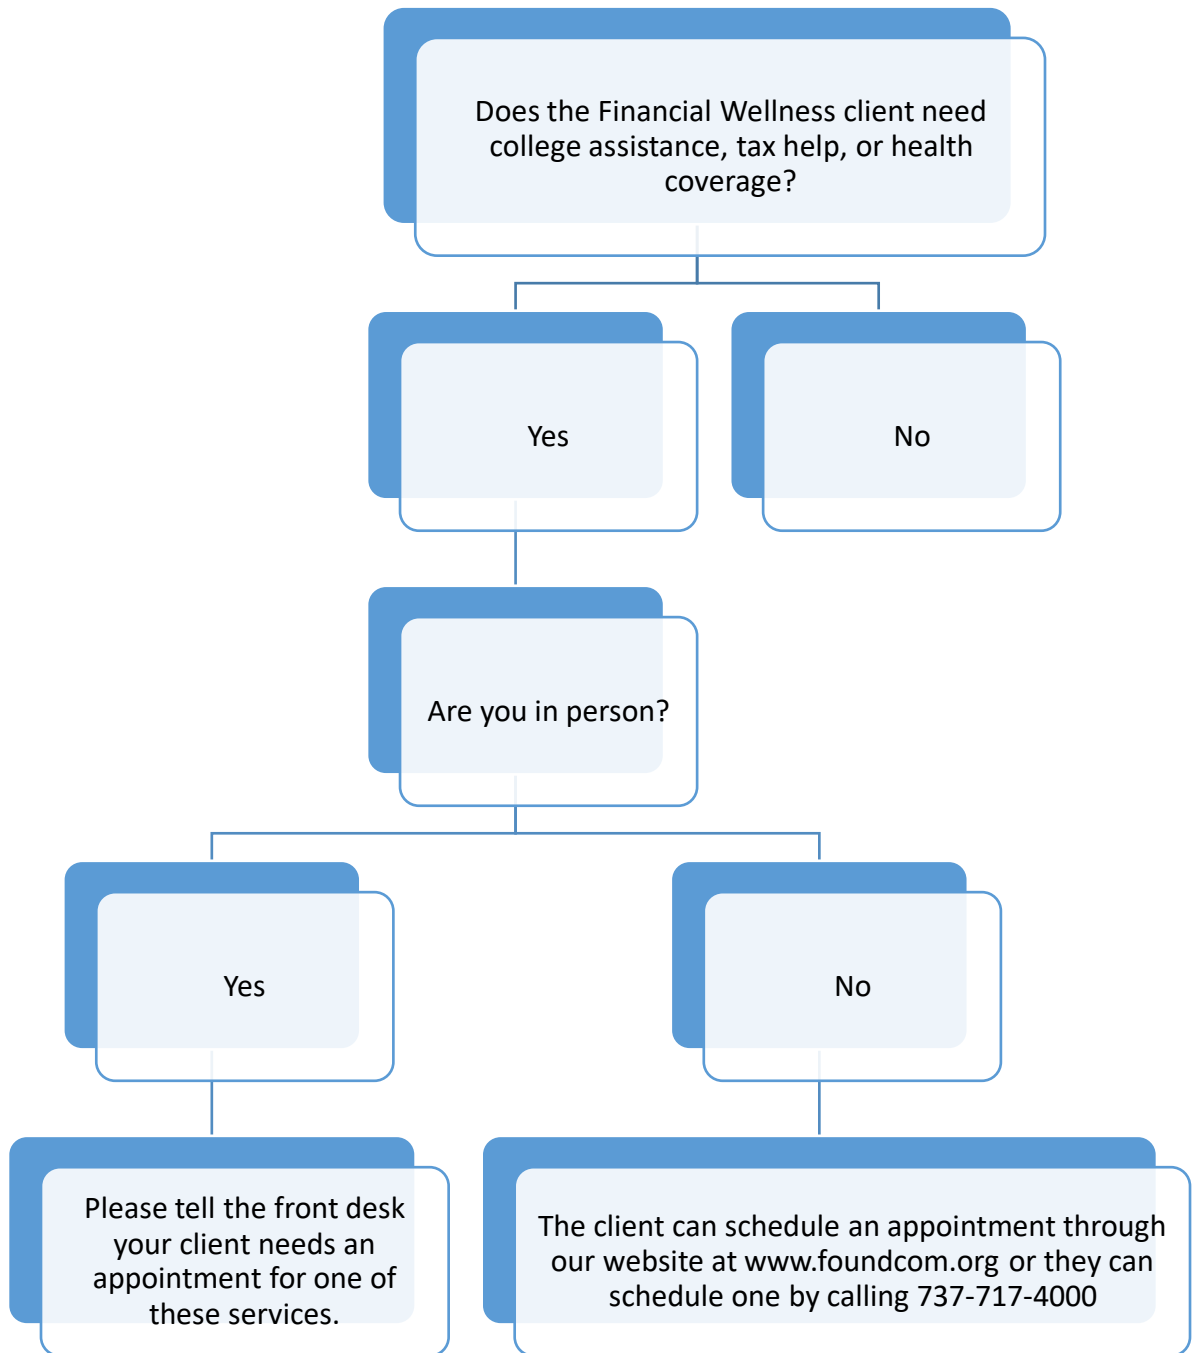 Does the Financial Wellness client need
college assistance, tax help, or health
coverage?
Yes
No
Are you in person?
Yes
No
Please tell the front desk
your client needs an
appointment for one of
these services.
The client can schedule an appointment through
our website at www.foundcom.org or they can
schedule one by calling 737-717-4000